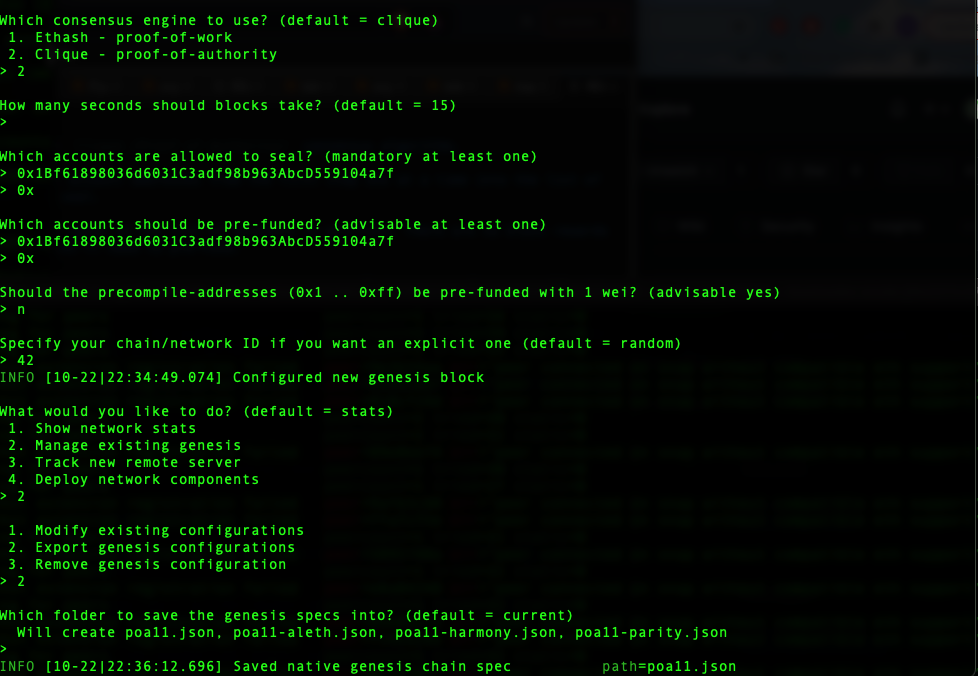 Which consensus engine to use? (default = clique)
1. Ethash - proof-of-work
2. Clique - proof-of-authority
> 2
How many seconds should blocks take? (default = 15)
>
Which accounts are allowed to seal? (mandatory at least one)
> 0x1Bf61898036d6031C3adf98b963AbcD559104a7f
> 0x
Which accounts should be pre-funded? (advisable at least one)
> 0x1Bf61898036d6031C3adf98b963AbcD559104a7f
> 0x
Should the precompile-addresses (0x1 .. 0xff) be pre-funded with 1 wei? (advisable yes)
> n
Specify your chain/network ID if you want an explicit one (default = random)
> 42
INFO [10-22|22:34:49.074] Configured new genesis block
What would you like to do? (default = stats)
1. Show network stats
2. Manage existing genesis
3. Track new remote server
4. Deploy network components
> 2
1. Modify existing configurations
2. Export genesis configurations
3. Remove genesis configuration
> 2
Which folder to save the genesis specs into? (default = current)
Will create poa11.json, poa11-aleth.json, poa11-harmony.json, poa11-parity.json
>
INFO [10-22|22:36:12.696] Saved native genesis chain spec path=poa11.json